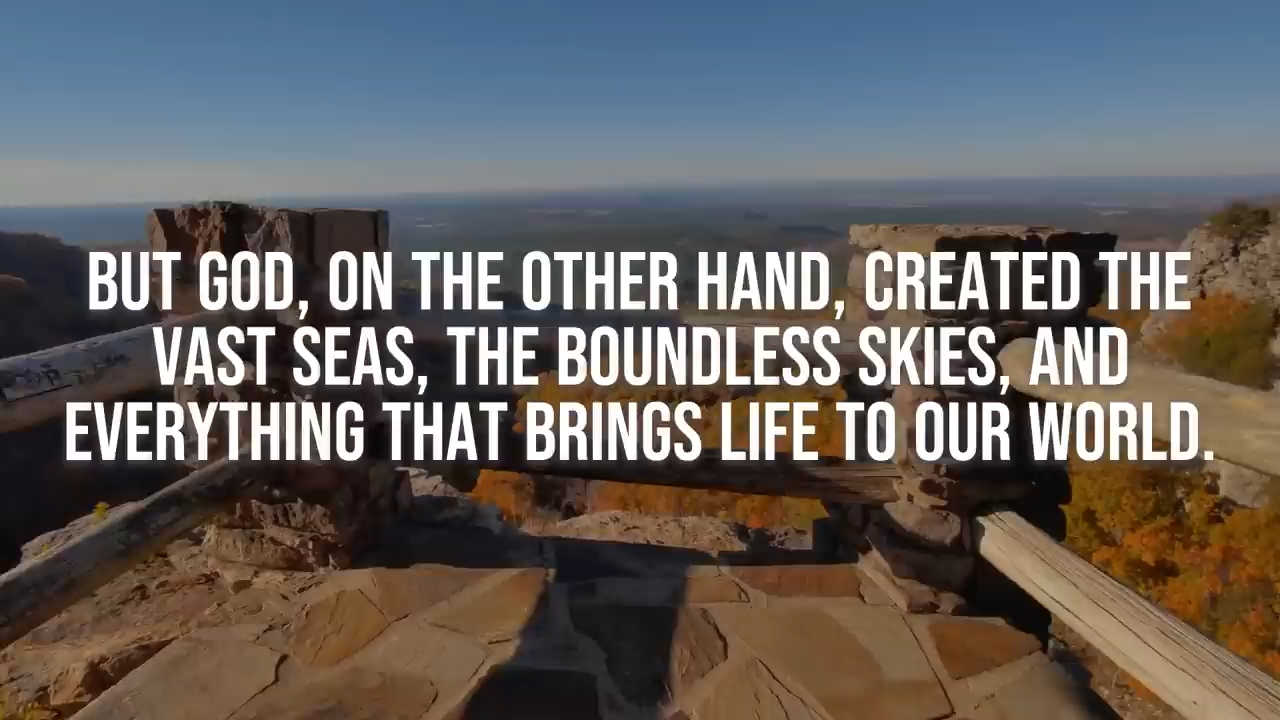 BUT GOD, ON THE OTHER HAND, CREATED THE
VAST SEAS, THE BOUNDLESS SKIES, AND
EVERYTHING THAT BRINGS LIFE TO OUR WORLD.